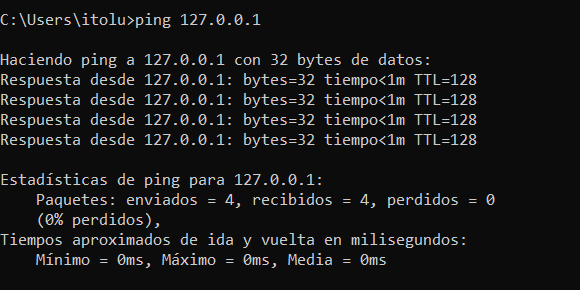 C:\Users\itolu>ping 127.0.0.1
Haciendo ping a 127.0.0.1 con 32 bytes de datos:
Respuesta desde 127.0.0.1: bytes=32 tiempo<1m TTL=128
Respuesta desde 127.0.0.1: bytes=32 tiempo<1m TTL=128
Respuesta desde 127.0.0.1: bytes=32 tiempo<1m TTL=128
Respuesta desde 127.0.0.1: bytes=32 tiempo<1m TTL=128
Estadísticas de ping para 127.0.0.1:
Paquetes: enviados = 4, recibidos = 4, perdidos = 0
(0% perdidos),
Tiempos aproximados de ida y vuelta en milisegundos:
Mínimo = 0ms, Máximo = 0ms, Media = 0ms